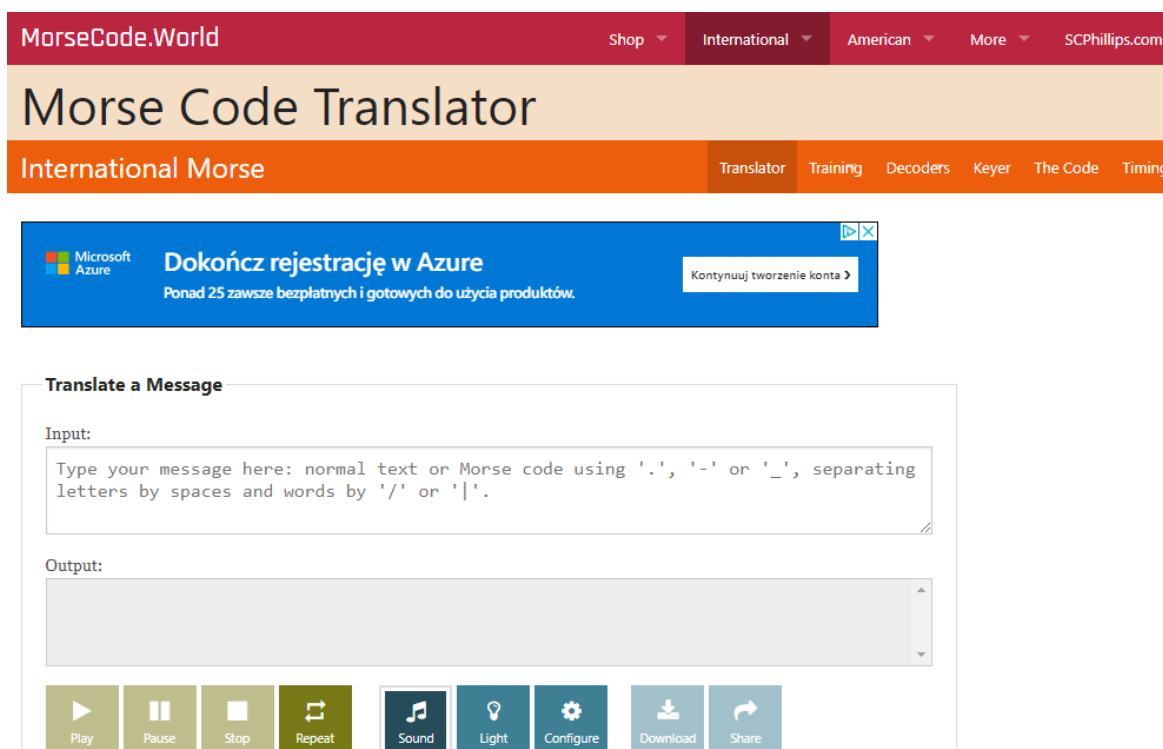 MorseCode.World Shop International American More SCPhillips.com
Morse Code Translator
International Morse Translator Training Decoders Keyer The Code Timing
Microsoft Azure
Dokończ rejestrację w Azure
Ponad 25 zawsze bezpłatnych i gotowych do użycia produktów.
Kontynuuj tworzenie konta
Translate a Message
Input:
Type your message here: normal text or Morse code using '.', '-' or '_', separating
letters by spaces and words by '/' or '|'.
Output:
Play Pause Stop Repeat Sound Light Configure Download Share